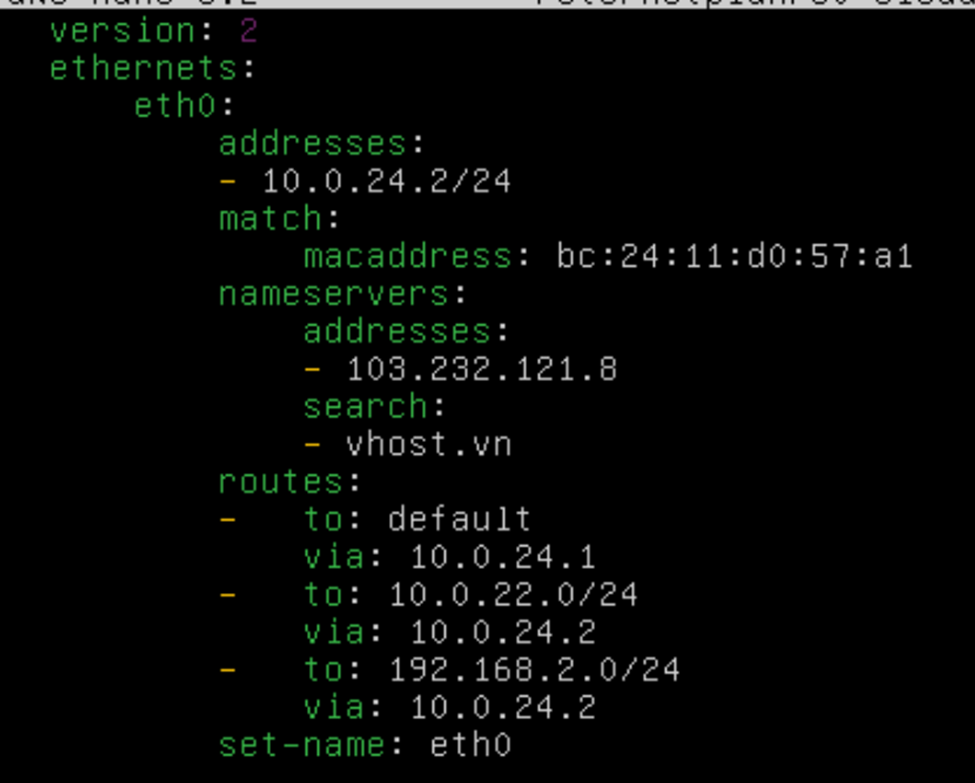 version: 2
ethernets:
    eth0:
        addresses:
        - 10.0.24.2/24
        match:
            macaddress: bc:24:11:d0:57:a1
        nameservers:
            addresses:
            - 103.232.121.8
            search:
            - vhost.vn
        routes:
        -   to: default
            via: 10.0.24.1
        -   to: 10.0.22.0/24
            via: 10.0.24.2
        -   to: 192.168.2.0/24
            via: 10.0.24.2
        set-name: eth0